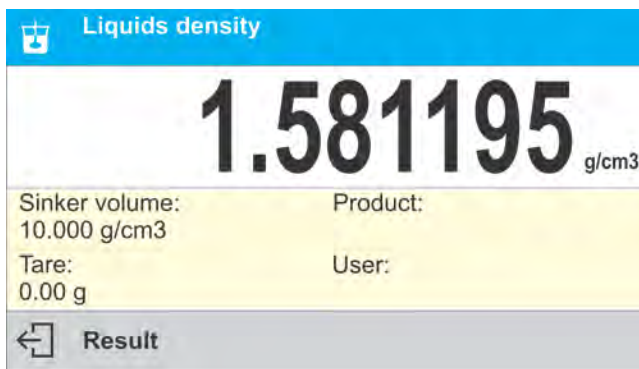 Liquids density
1.581195 g/cm3
Sinker volume:
10.000 g/cm3
Product:
Tare:
0.00 g
User:
Result